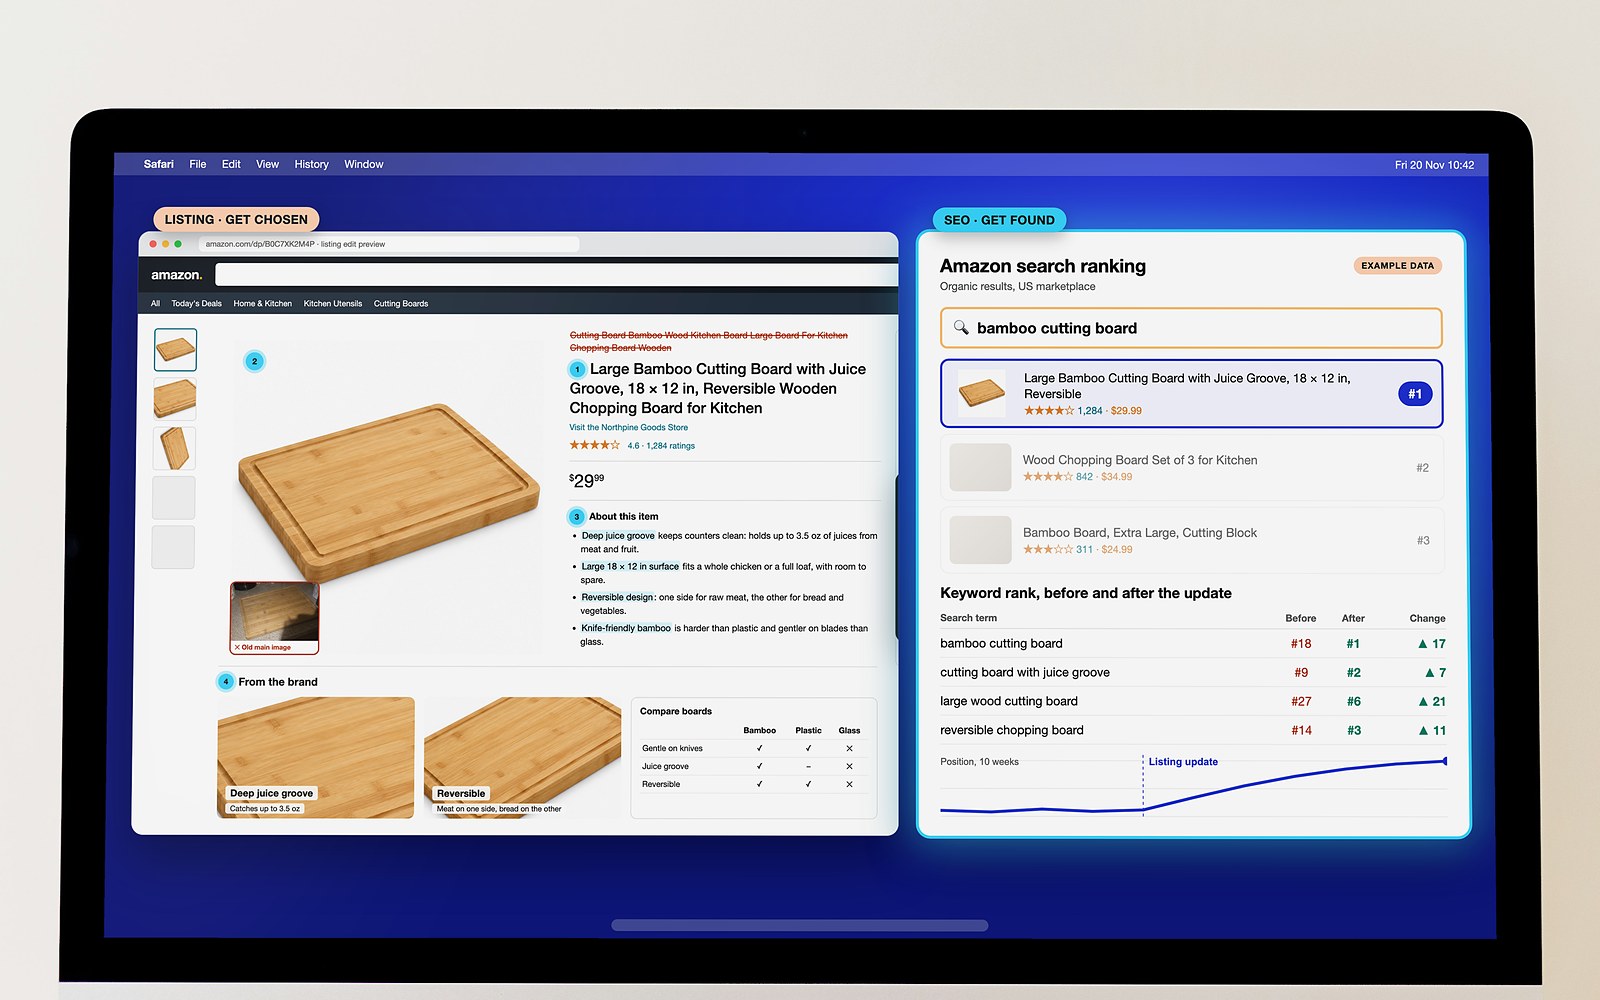 Safari File Edit View History Window
Fri 20 Nov 10:42
LISTING · GET CHOSEN
amazon.com/dp/B0C7XK2M4P · listing edit preview
amazon.
All Today's Deals Home & Kitchen Kitchen Utensils Cutting Boards
Cutting Board Bamboo Wood Kitchen Board Large Board For Kitchen
Chopping Board Wooden
2
1 Large Bamboo Cutting Board with Juice
Groove, 18 × 12 in, Reversible Wooden
Chopping Board for Kitchen
Visit the Northpine Goods Store
★★★★☆ 4.6 · 1,284 ratings
$29.99
3 About this item
• Deep juice groove keeps counters clean: holds up to 3.5 oz of juices from
meat and fruit.
• Large 18 × 12 in surface fits a whole chicken or a full loaf, with room to
spare.
• Reversible design: one side for raw meat, the other for bread and
vegetables.
• Knife-friendly bamboo is harder than plastic and gentler on blades than
glass.
✕ Old main image
4 From the brand
Deep juice groove
Catches up to 3.5 oz
Reversible
Meat on one side, bread on the other
Compare boards
Bamboo Plastic Glass
Gentle on knives ✓ ✓ ✕
Juice groove ✓ – ✕
Reversible ✓ ✓ ✕
SEO · GET FOUND
Amazon search ranking
EXAMPLE DATA
Organic results, US marketplace
bamboo cutting board
Large Bamboo Cutting Board with Juice Groove, 18 × 12 in,
Reversible
★★★★☆ 1,284 · $29.99
#1
Wood Chopping Board Set of 3 for Kitchen
★★★★☆ 842 · $34.99
#2
Bamboo Board, Extra Large, Cutting Block
★★★☆☆ 311 · $24.99
#3
Keyword rank, before and after the update
Search term Before After Change
bamboo cutting board #18 #1 ▲ 17
cutting board with juice groove #9 #2 ▲ 7
large wood cutting board #27 #6 ▲ 21
reversible chopping board #14 #3 ▲ 11
Position, 10 weeks
Listing update